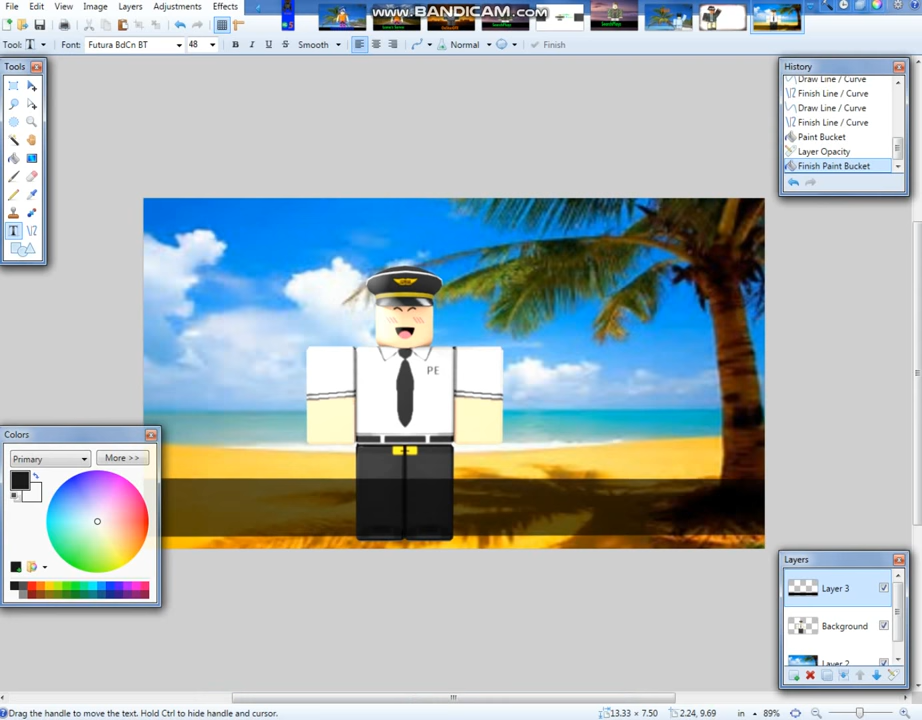 File Edit View Image Layers Adjustments Effects
WWW.BANDICAM.COM
Tool: T Font: Futura BdCn BT 48 B I U S Smooth Normal Finish
Tools
History
Draw Line / Curve
Finish Line / Curve
Draw Line / Curve
Finish Line / Curve
Paint Bucket
Layer Opacity
Finish Paint Bucket
T
PE
Colors
Primary More >>
Layers
Layer 3
Background
Layer 2
Drag the handle to move the text. Hold Ctrl to hide handle and cursor. 13.33 × 7.50 2.24, 9.69 in 89%